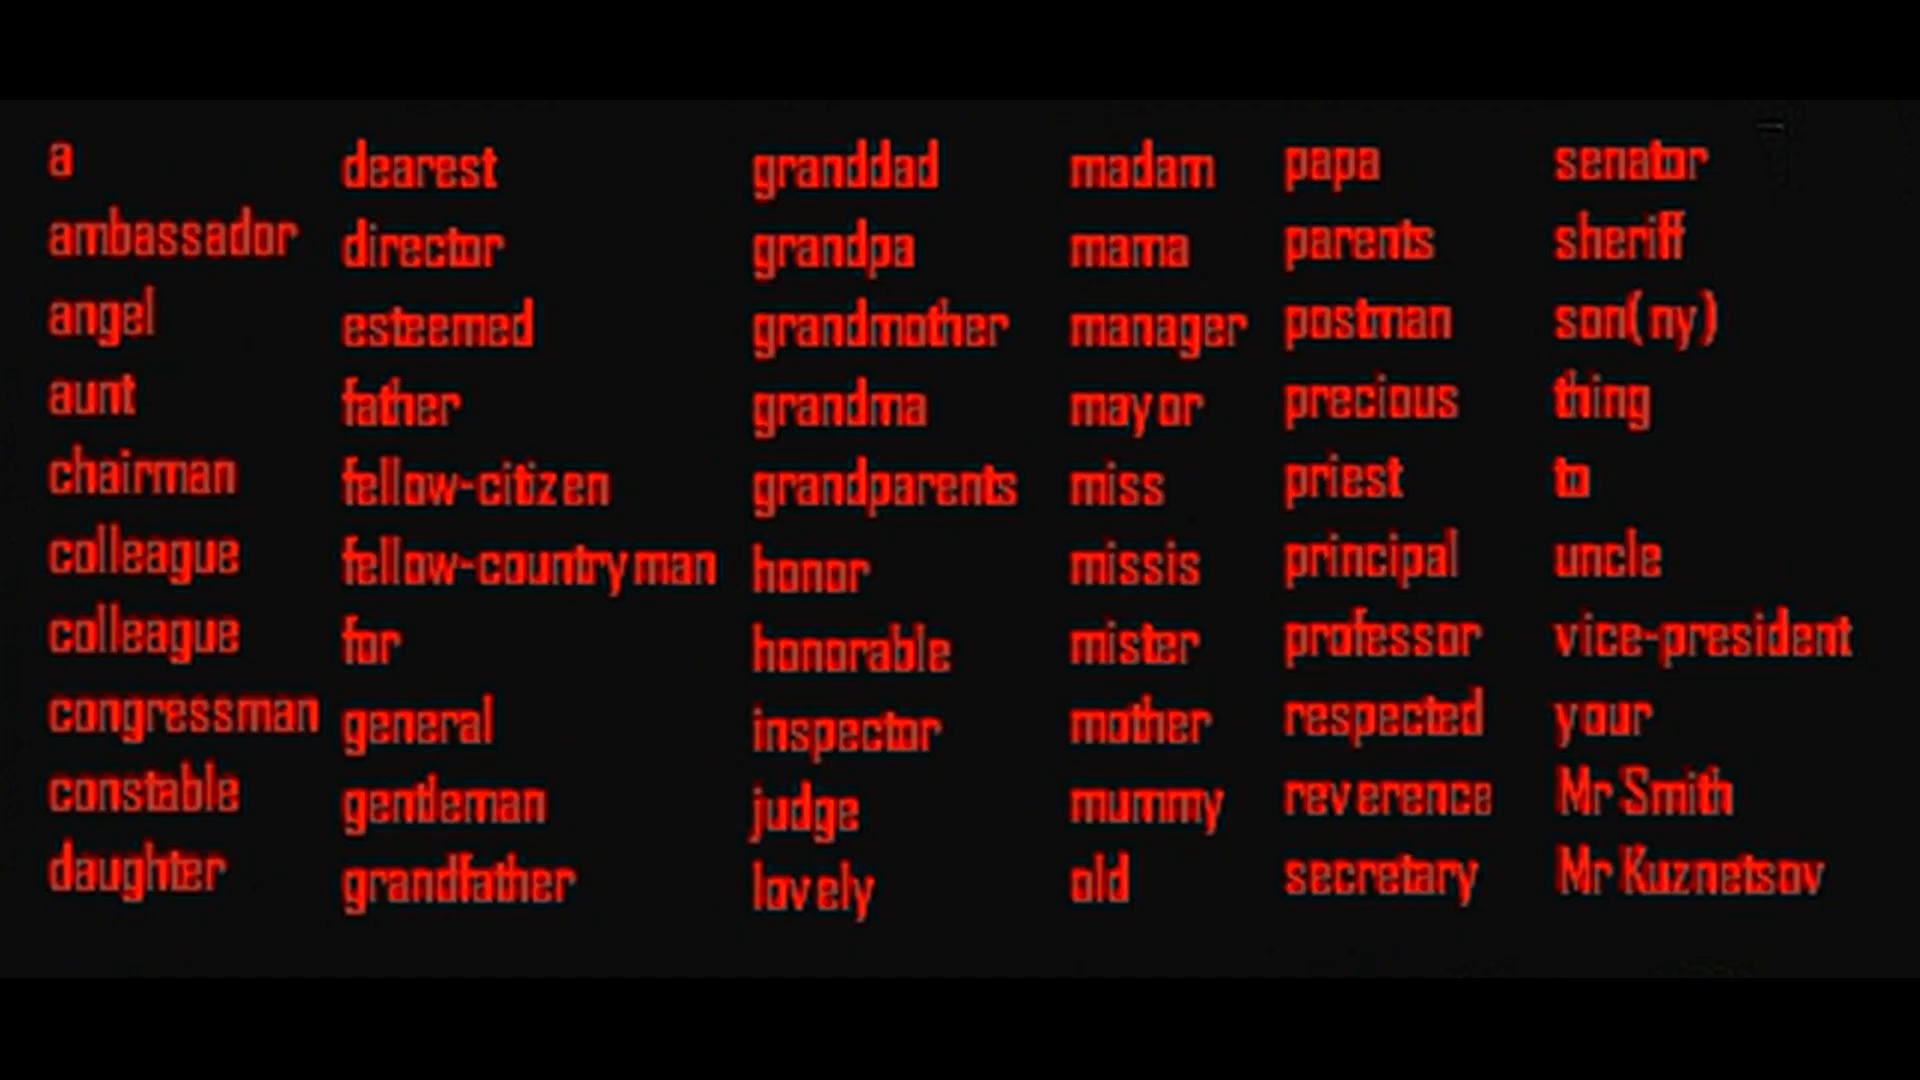 a
ambassador
angel
aunt
chairman
colleague
colleague
congressman
constable
daughter
dearest
director
esteemed
father
fellow-citizen
fellow-countryman
for
general
gentleman
grandfather
granddad
grandpa
grandmother
grandma
grandparents
honor
honorable
inspector
judge
lovely
madam
mama
manager
mayor
miss
missis
mister
mother
mummy
old
papa
parents
postman
precious
priest
principal
professor
respected
reverence
secretary
senator
sheriff
son(ny)
thing
to
uncle
vice-president
your
Mr Smith
Mr Kuznetsov